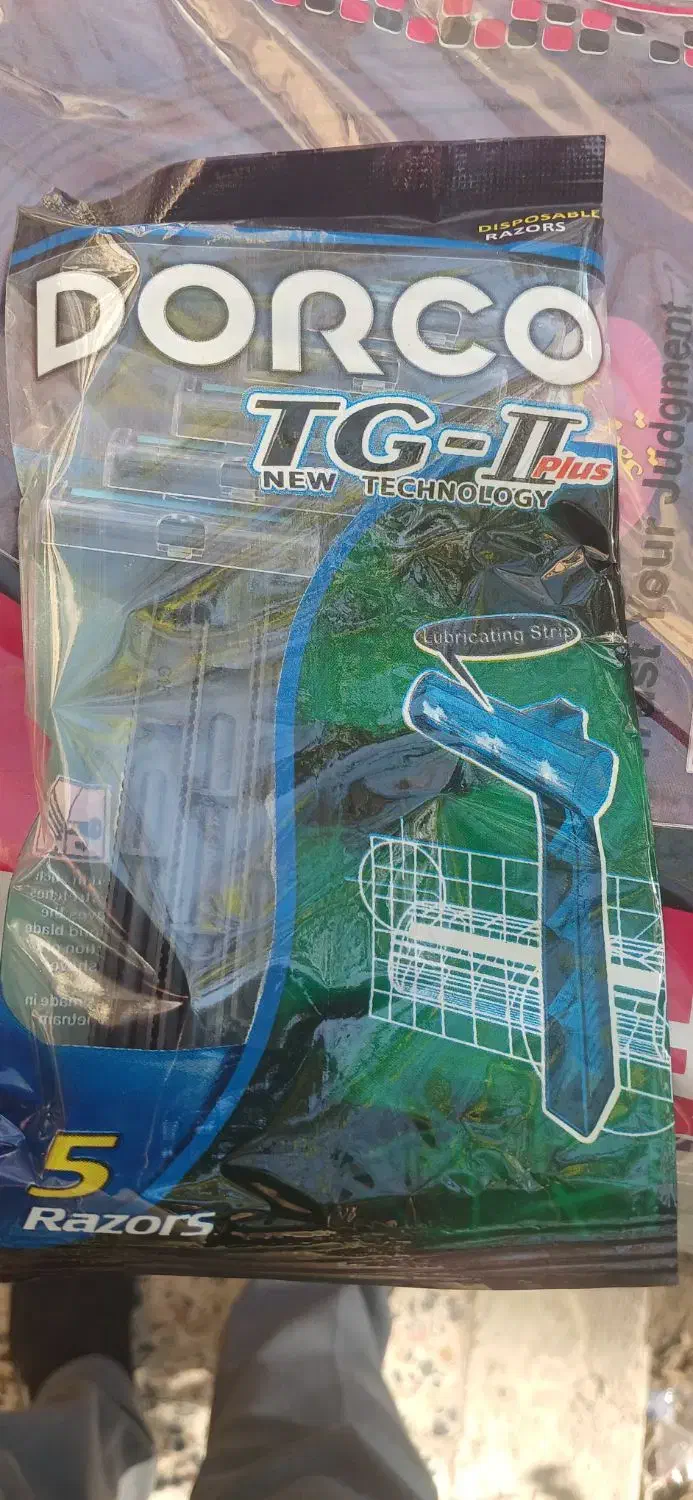 DISPOSABLE
RAZORS
DORCO
TG-II Plus
NEW TECHNOLOGY
Lubricating Strip
Your Judgment
made in
5
Razors